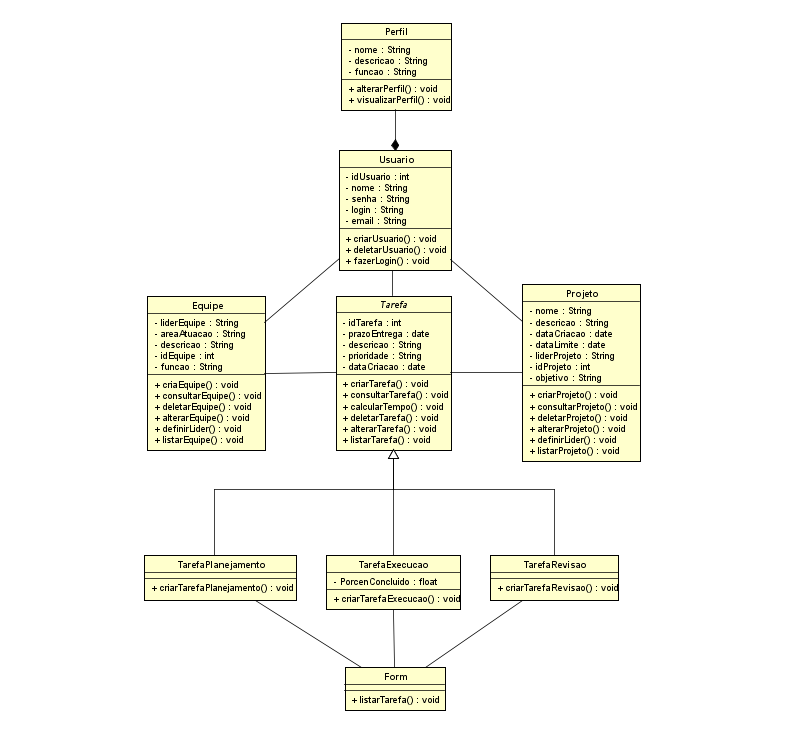 Perfil
- nome : String
- descricao : String
- funcao : String
+ alterarPerfil() : void
+ visualizarPerfil() : void
Usuario
- idUsuario : int
- nome : String
- senha : String
- login : String
- email : String
+ criarUsuario() : void
+ deletarUsuario() : void
+ fazerLogin() : void
Equipe
- liderEquipe : String
- areaAtuacao : String
- descricao : String
- idEquipe : int
- funcao : String
+ criaEquipe() : void
+ consultarEquipe() : void
+ deletarEquipe() : void
+ alterarEquipe() : void
+ definirLider() : void
+ listarEquipe() : void
Tarefa
- idTarefa : int
- prazoEntrega : date
- descricao : String
- prioridade : String
- dataCriacao : date
+ criarTarefa() : void
+ consultarTarefa() : void
+ calcularTempo() : void
+ deletarTarefa() : void
+ alterarTarefa() : void
+ listarTarefa() : void
Projeto
- nome : String
- descricao : String
- dataCriacao : date
- dataLimite : date
- liderProjeto : String
- idProjeto : int
- objetivo : String
+ criarProjeto() : void
+ consultarProjeto() : void
+ deletarProjeto() : void
+ alterarProjeto() : void
+ definirLider() : void
+ listarProjeto() : void
TarefaPlanejamento
+ criarTarefaPlanejamento() : void
TarefaExecucao
- PorcenConcluido : float
+ criarTarefaExecucao() : void
TarefaRevisao
+ criarTarefaRevisao() : void
Form
+ listarTarefa() : void